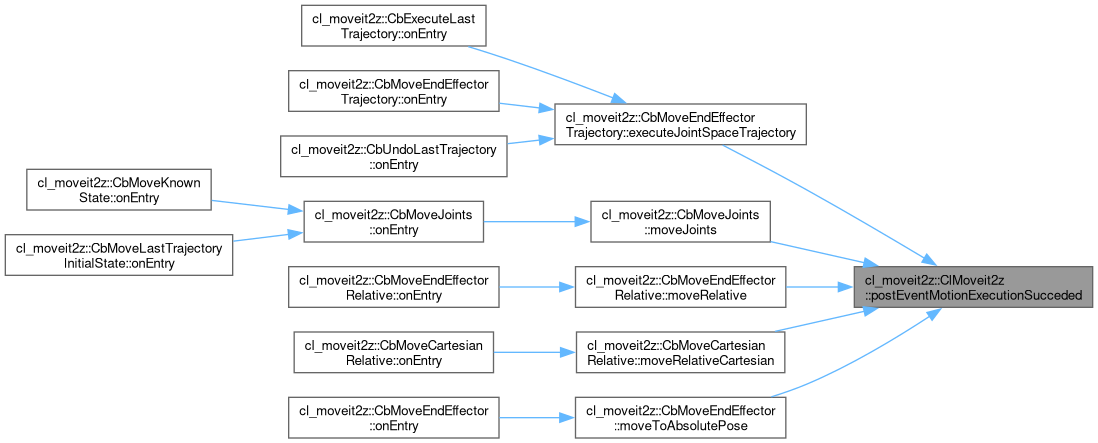 cl_moveit2z::CbExecuteLast
Trajectory::onEntry
cl_moveit2z::CbMoveEndEffector
Trajectory::onEntry
cl_moveit2z::CbMoveEndEffector
Trajectory::executeJointSpaceTrajectory
cl_moveit2z::CbUndoLastTrajectory
::onEntry
cl_moveit2z::CbMoveKnown
State::onEntry
cl_moveit2z::CbMoveJoints
::onEntry
cl_moveit2z::CbMoveJoints
::moveJoints
cl_moveit2z::CbMoveLastTrajectory
InitialState::onEntry
cl_moveit2z::CbMoveEndEffector
Relative::onEntry
cl_moveit2z::CbMoveEndEffector
Relative::moveRelative
cl_moveit2z::ClMoveit2z
::postEventMotionExecutionSucceded
cl_moveit2z::CbMoveCartesian
Relative::onEntry
cl_moveit2z::CbMoveCartesian
Relative::moveRelativeCartesian
cl_moveit2z::CbMoveEndEffector
::onEntry
cl_moveit2z::CbMoveEndEffector
::moveToAbsolutePose